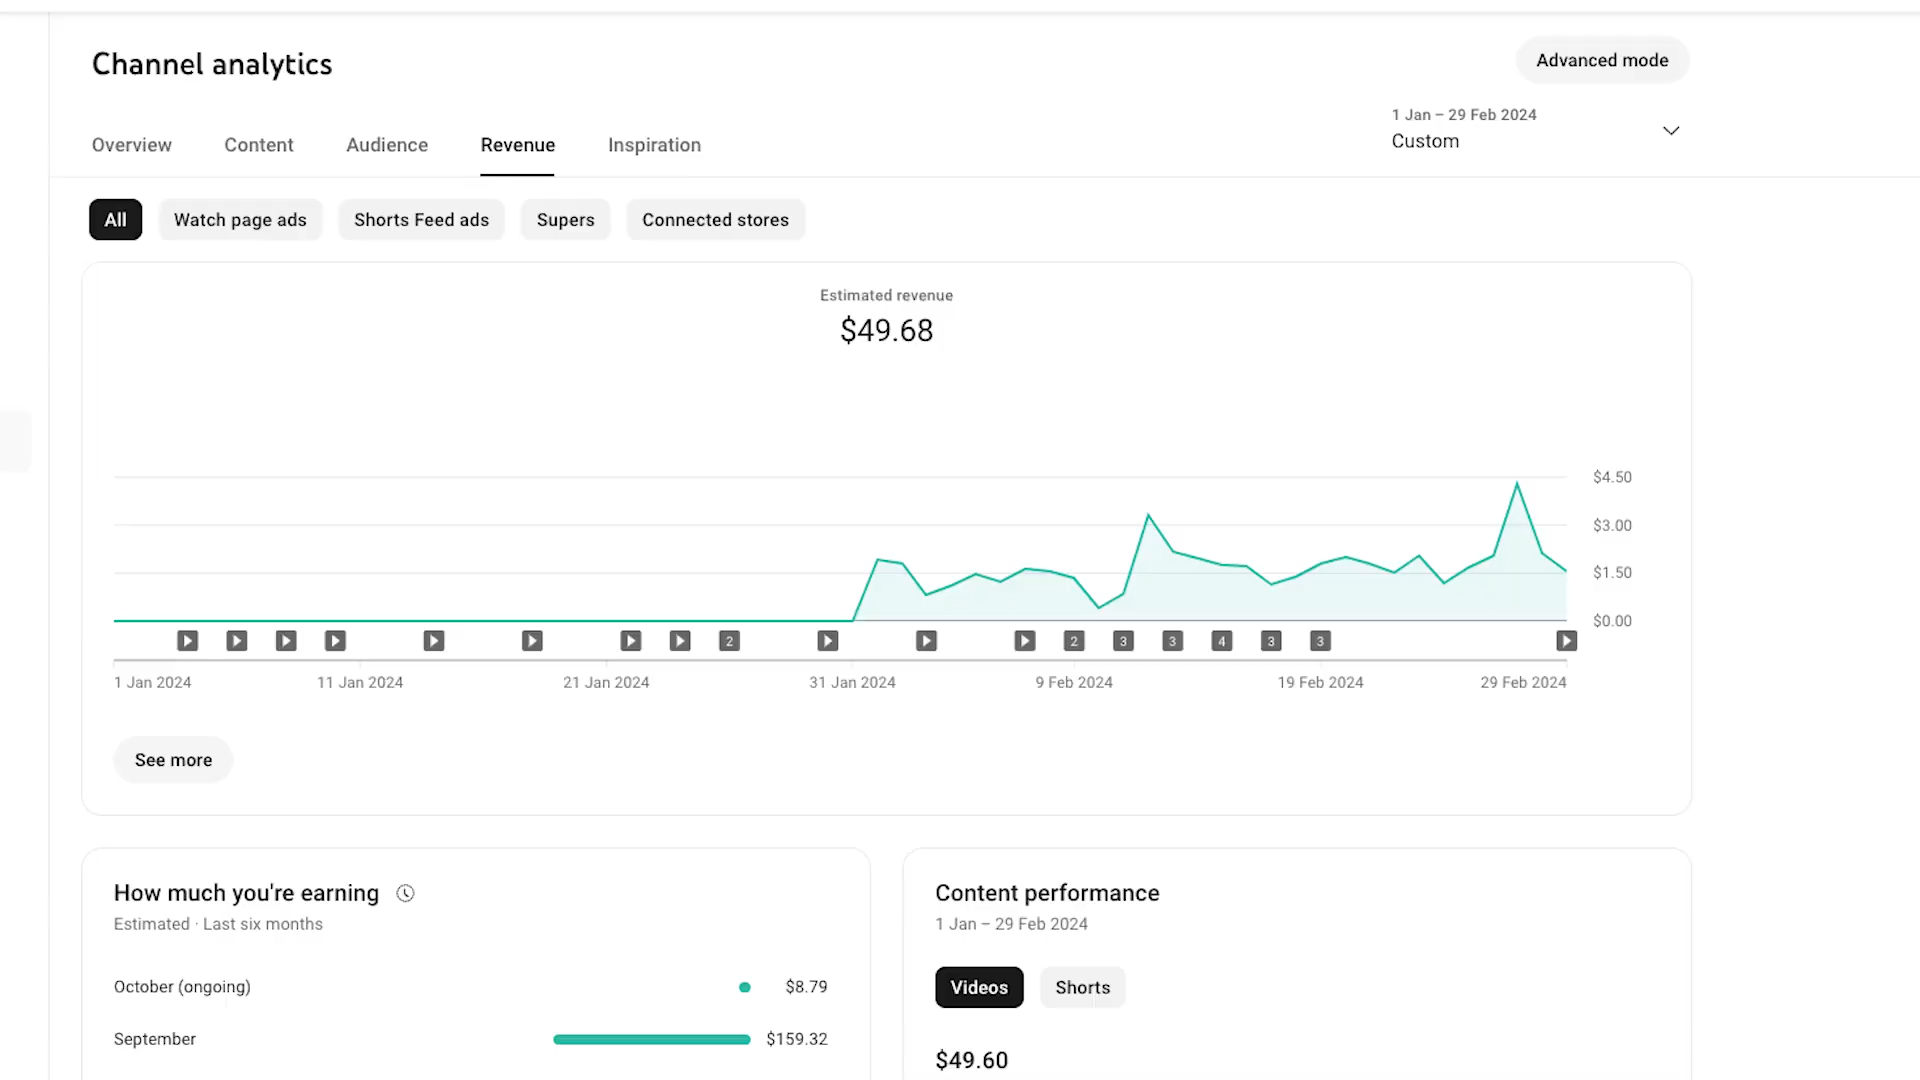 Channel analytics
Advanced mode
1 Jan – 29 Feb 2024
Custom
Overview Content Audience Revenue Inspiration
All Watch page ads Shorts Feed ads Supers Connected stores
Estimated revenue
$49.68
$4.50
$3.00
$1.50
$0.00
2 2 3 3 4 3 3
1 Jan 2024 11 Jan 2024 21 Jan 2024 31 Jan 2024 9 Feb 2024 19 Feb 2024 29 Feb 2024
See more
How much you're earning
Estimated · Last six months
October (ongoing) $8.79
September $159.32
Content performance
1 Jan – 29 Feb 2024
Videos Shorts
$49.60